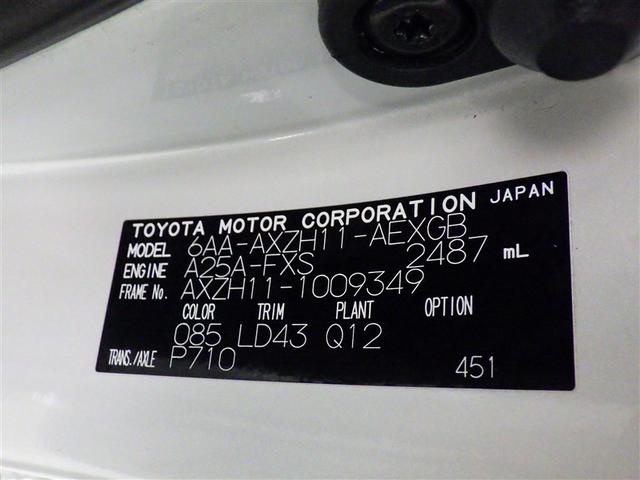 TOYOTA MOTOR CORPORATION JAPAN
MODEL 6AA-AXZH11-AEXGB
ENGINE A25A-FXS 2487 mL
FRAME No. AXZH11-1009349
COLOR TRIM PLANT OPTION
085 LD43 Q12
TRANS./AXLE P710 451